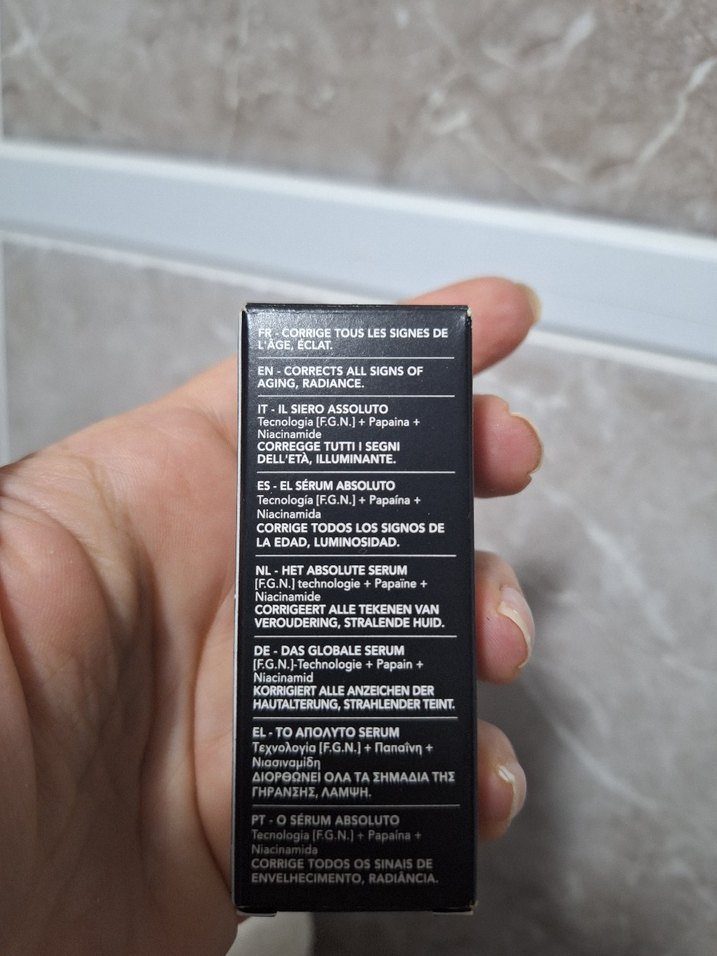 FR - CORRIGE TOUS LES SIGNES DE
L'ÂGE, ÉCLAT.
EN - CORRECTS ALL SIGNS OF
AGING, RADIANCE.
IT - IL SIERO ASSOLUTO
Tecnologia [F.G.N.] + Papaina +
Niacinamide
CORREGGE TUTTI I SEGNI
DELL'ETÀ, ILLUMINANTE.
ES - EL SÉRUM ABSOLUTO
Tecnología [F.G.N.] + Papaína +
Niacinamida
CORRIGE TODOS LOS SIGNOS DE
LA EDAD, LUMINOSIDAD.
NL - HET ABSOLUTE SERUM
[F.G.N.] technologie + Papaïne +
Niacinamide
CORRIGEERT ALLE TEKENEN VAN
VEROUDERING, STRALENDE HUID.
DE - DAS GLOBALE SERUM
[F.G.N.]-Technologie + Papain +
Niacinamid
KORRIGIERT ALLE ANZEICHEN DER
HAUTALTERUNG, STRAHLENDER TEINT.
EL - ΤΟ ΑΠΟΛΥΤΟ SERUM
Τεχνολογία [F.G.N.] + Παπαΐνη +
Νιασιναμίδη
ΔΙΟΡΘΩΝΕΙ ΟΛΑ ΤΑ ΣΗΜΑΔΙΑ ΤΗΣ
ΓΗΡΑΝΣΗΣ, ΛΑΜΨΗ.
PT - O SÉRUM ABSOLUTO
Tecnologia [F.G.N.] + Papaína +
Niacinamida
CORRIGE TODOS OS SINAIS DE
ENVELHECIMENTO, RADIÂNCIA.